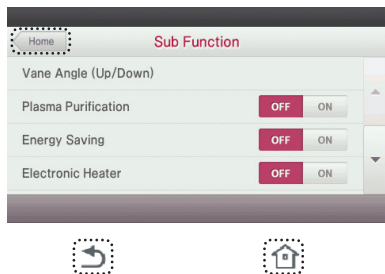 Home
Sub Function
Vane Angle (Up/Down)
Plasma Purification OFF ON
Energy Saving OFF ON
Electronic Heater OFF ON